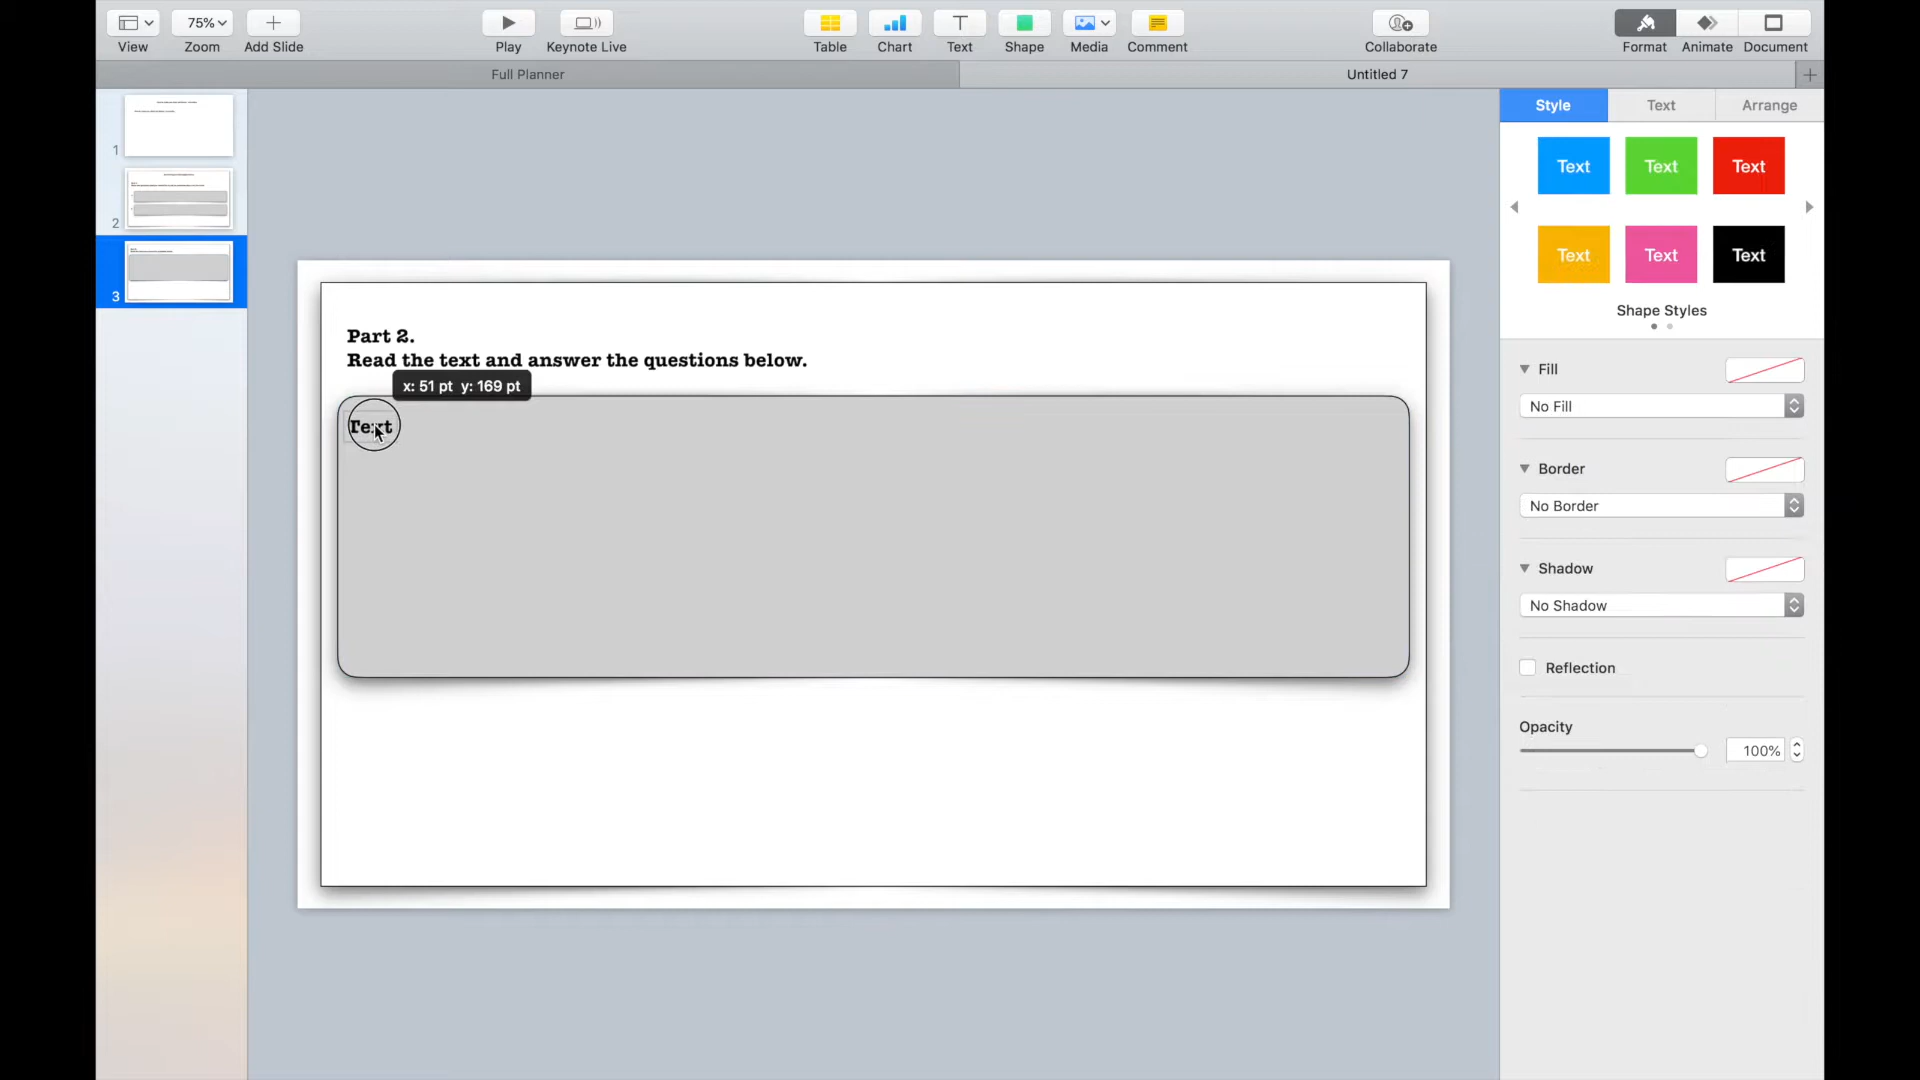 75%
View
Zoom
Add Slide
Play
Keynote Live
Table
Chart
Text
Shape
Media
Comment
Collaborate
Format
Animate
Document
Full Planner
Untitled 7
1
2
3
Part 2.
Read the text and answer the questions below.
x: 51 pt y: 169 pt
Text
Style
Text
Arrange
Text
Text
Text
Text
Text
Text
Shape Styles
Fill
No Fill
Border
No Border
Shadow
No Shadow
Reflection
Opacity
100%